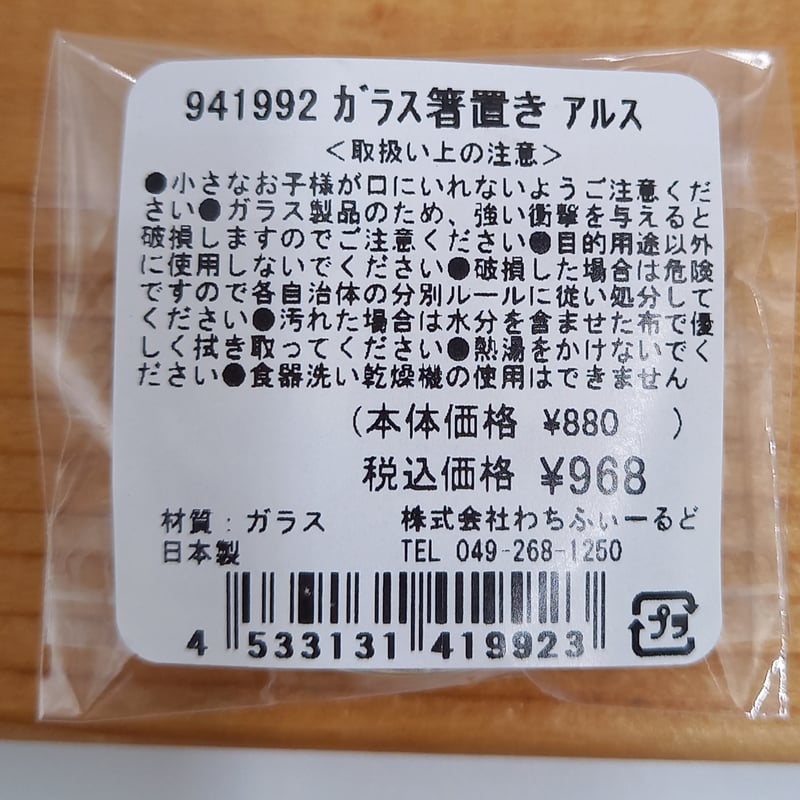 941992 ガラス箸置き アルス
＜取扱い上の注意＞
●小さなお子様が口にいれないようご注意くだ
さい●ガラス製品のため、強い衝撃を与えると
破損しますのでご注意ください●目的用途以外
に使用しないでください●破損した場合は危険
ですので各自治体の分別ルールに従い処分して
ください●汚れた場合は水分を含ませた布で優
しく拭き取ってください●熱湯をかけないでく
ださい●食器洗い乾燥機の使用はできません
(本体価格 ¥880 )
税込価格 ¥968
材質：ガラス 株式会社わちふぃーるど
日本製 TEL 049-268-1250
4 533131 419923
プラ